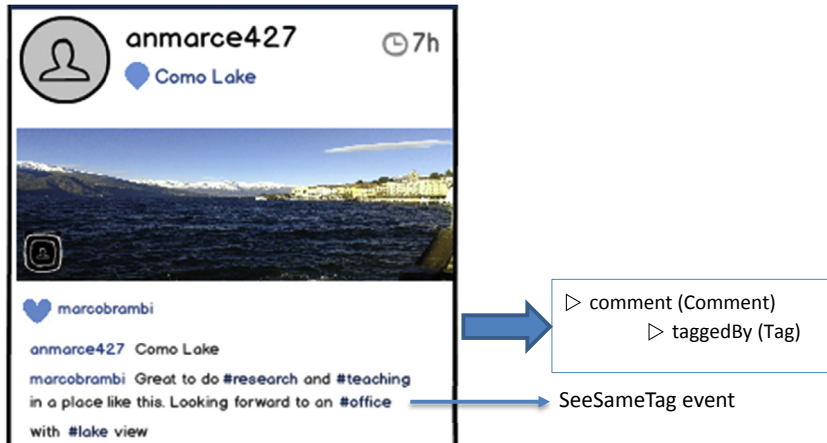 anmarce427
7h
Como Lake
marcobrambi
anmarce427 Como Lake
marcobrambi Great to do #research and #teaching
in a place like this. Looking forward to an #office
with #lake view
▷ comment (Comment)
▷ taggedBy (Tag)
SeeSameTag event